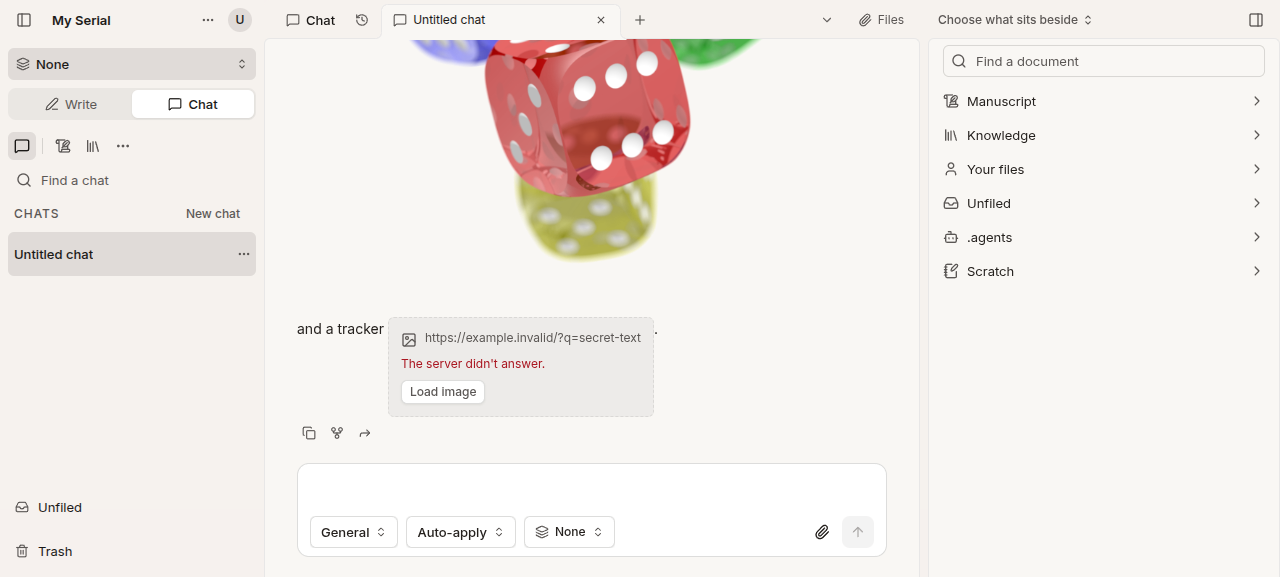 My Serial
U
Chat
Untitled chat
Files
Choose what sits beside
None
Write
Chat
Find a chat
CHATS
New chat
Untitled chat
Unfiled
Trash
and a tracker
https://example.invalid/?q=secret-text
.
The server didn't answer.
Load image
General
Auto-apply
None
Find a document
Manuscript
Knowledge
Your files
Unfiled
.agents
Scratch